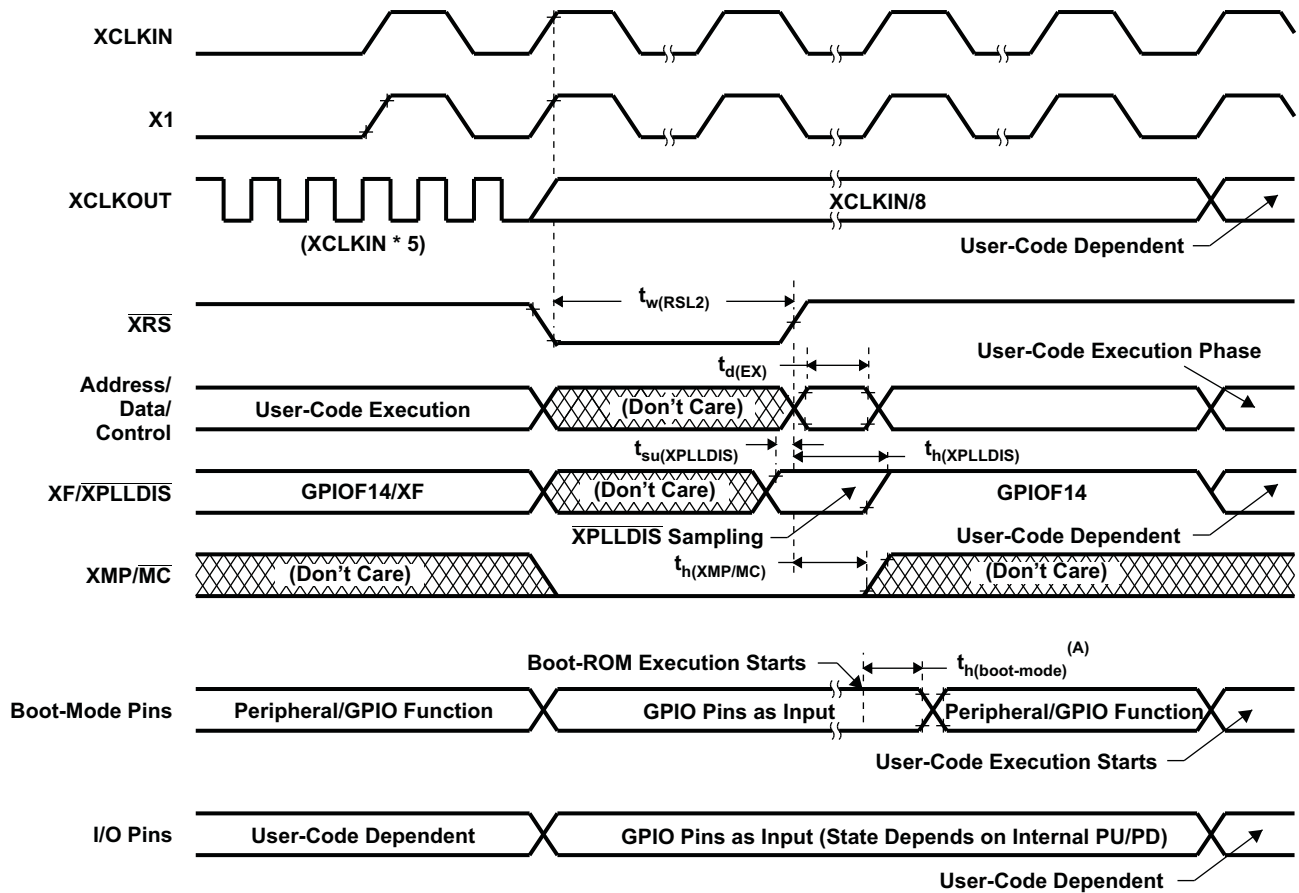 XCLKIN
X1
XCLKOUT
XCLKIN/8
(XCLKIN * 5)
User-Code Dependent
tw(RSL2)
XRS
User-Code Execution Phase
td(EX)
Address/
Data/
Control
User-Code Execution
(Don't Care)
tsu(XPLLDIS)
th(XPLLDIS)
XF/XPLLDIS
GPIOF14/XF
(Don't Care)
GPIOF14
XPLLDIS Sampling
User-Code Dependent
XMP/MC
(Don't Care)
th(XMP/MC)
(Don't Care)
Boot-ROM Execution Starts
th(boot-mode)(A)
Boot-Mode Pins
Peripheral/GPIO Function
GPIO Pins as Input
Peripheral/GPIO Function
User-Code Execution Starts
I/O Pins
User-Code Dependent
GPIO Pins as Input (State Depends on Internal PU/PD)
User-Code Dependent